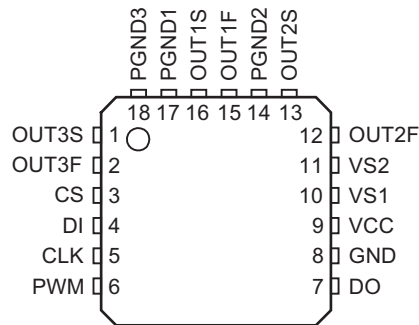 PGND3 PGND1 OUT1S OUT1F PGND2 OUT2S
18 17 16 15 14 13
OUT3S 1 12 OUT2F
OUT3F 2 11 VS2
CS 3 10 VS1
DI 4 9 VCC
CLK 5 8 GND
PWM 6 7 DO